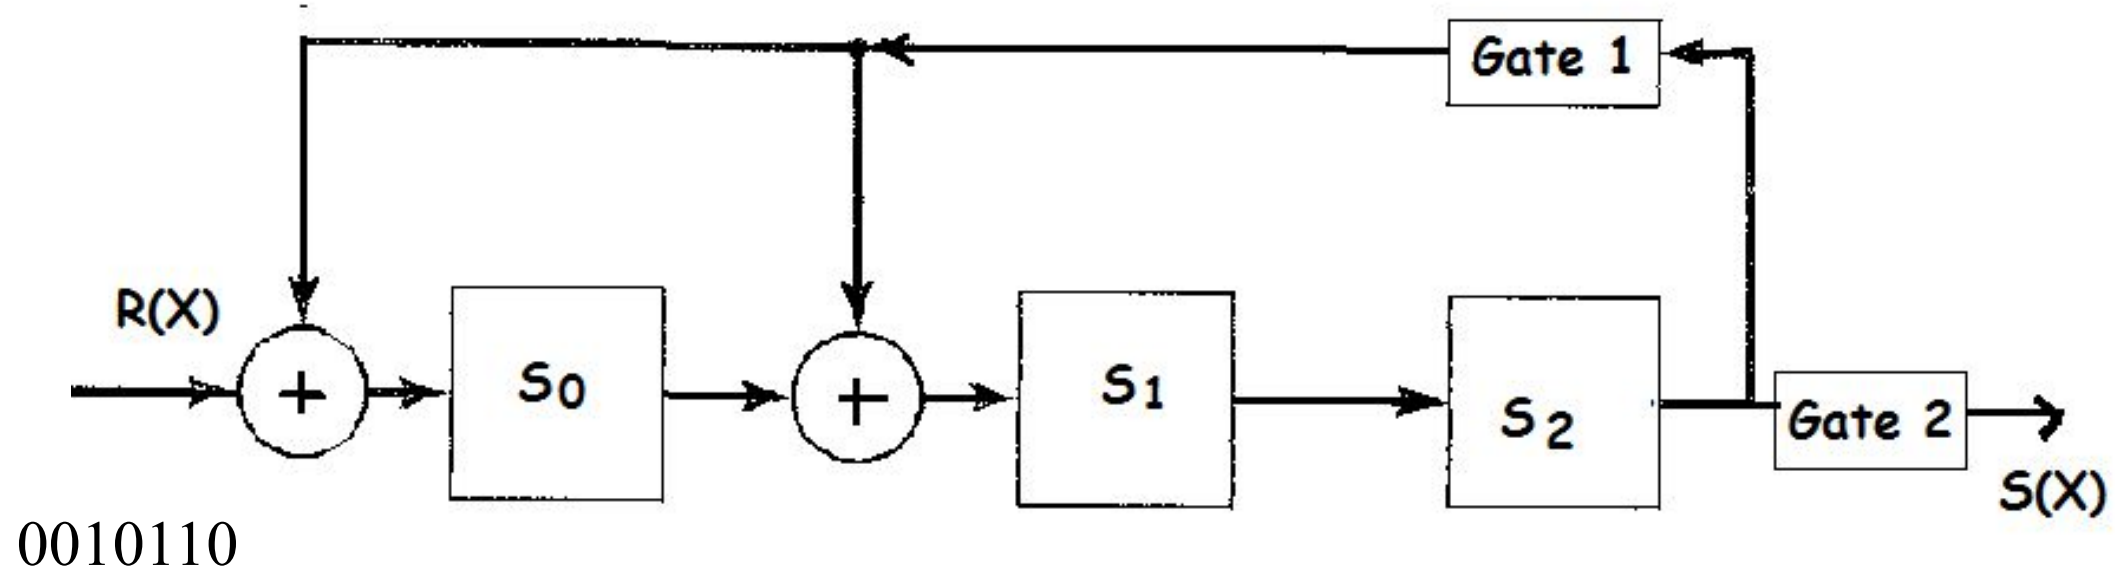 Gate 1
R(X)
+
S0
+
S1
S2
Gate 2
S(X)
0010110